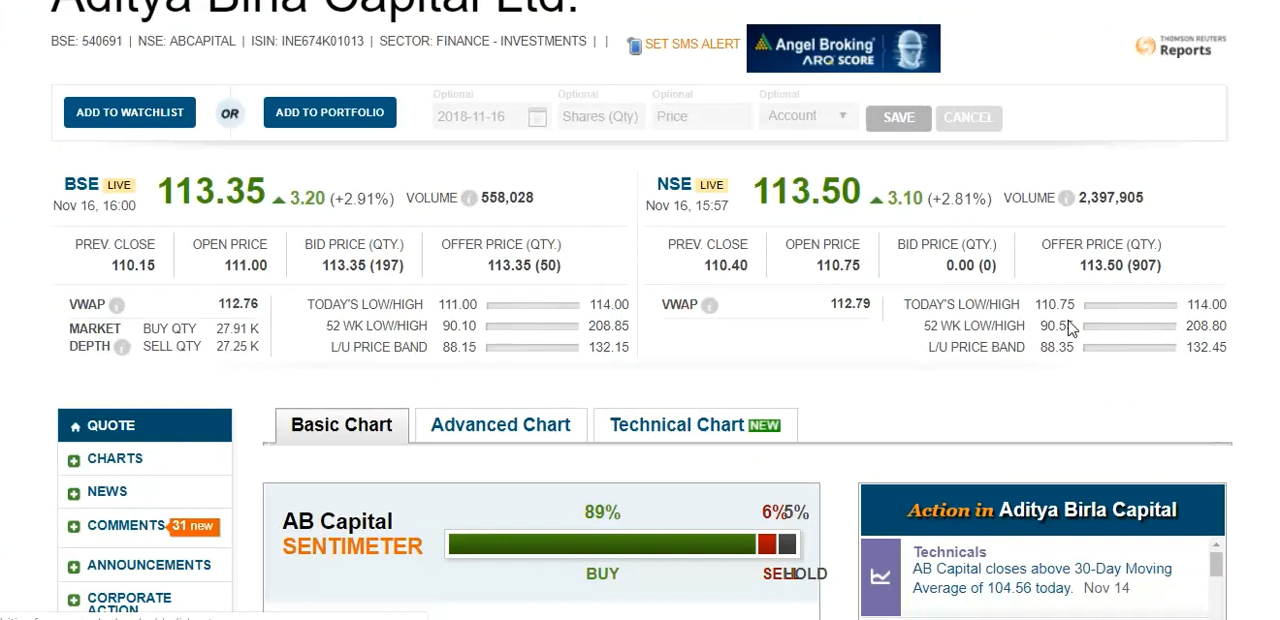 Aditya Birla Capital Ltd.
BSE: 540691 | NSE: ABCAPITAL | ISIN: INE674K01013 | SECTOR: FINANCE - INVESTMENTS | |
SET SMS ALERT
Angel Broking
ARQ SCORE
THOMSON REUTERS
Reports
ADD TO WATCHLIST OR ADD TO PORTFOLIO
Optional Optional Optional Optional
2018-11-16 Shares (Qty) Price Account SAVE CANCEL
BSE LIVE 113.35 3.20 (+2.91%) VOLUME 558,028
Nov 16, 16:00
PREV. CLOSE OPEN PRICE BID PRICE (QTY.) OFFER PRICE (QTY.)
110.15 111.00 113.35 (197) 113.35 (50)
VWAP 112.76
MARKET DEPTH BUY QTY 27.91 K
SELL QTY 27.25 K
TODAY'S LOW/HIGH 111.00 114.00
52 WK LOW/HIGH 90.10 208.85
L/U PRICE BAND 88.15 132.15
NSE LIVE 113.50 3.10 (+2.81%) VOLUME 2,397,905
Nov 16, 15:57
PREV. CLOSE OPEN PRICE BID PRICE (QTY.) OFFER PRICE (QTY.)
110.40 110.75 0.00 (0) 113.50 (907)
VWAP 112.79
TODAY'S LOW/HIGH 110.75 114.00
52 WK LOW/HIGH 208.80
L/U PRICE BAND 88.35 132.45
QUOTE
CHARTS
NEWS
COMMENTS 31 new
ANNOUNCEMENTS
CORPORATE
ACTION
Basic Chart Advanced Chart Technical Chart NEW
AB Capital
SENTIMETER
89% 6% 5%
BUY SELL HOLD
Action in Aditya Birla Capital
Technicals
AB Capital closes above 30-Day Moving
Average of 104.56 today. Nov 14